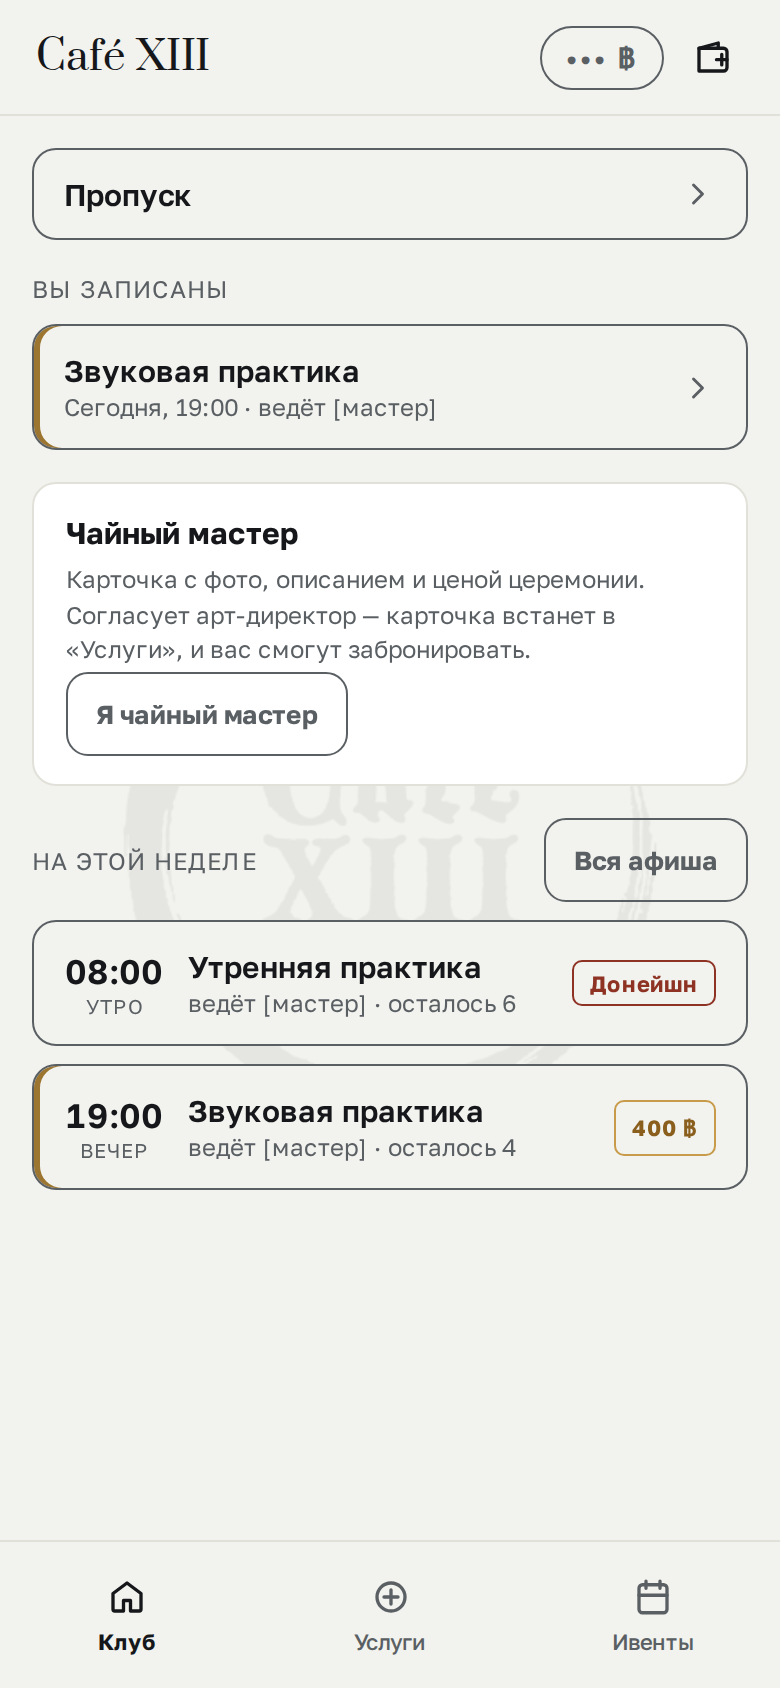 Café XIII
••• ฿
Пропуск
ВЫ ЗАПИСАНЫ
Звуковая практика
Сегодня, 19:00 · ведёт [мастер]
Чайный мастер
Карточка с фото, описанием и ценой церемонии.
Согласует арт-директор — карточка встанет в
«Услуги», и вас смогут забронировать.
Я чайный мастер
Café
XIII
НА ЭТОЙ НЕДЕЛЕ
Вся афиша
08:00
УТРО
Утренняя практика
ведёт [мастер] · осталось 6
Донейшн
19:00
ВЕЧЕР
Звуковая практика
ведёт [мастер] · осталось 4
400 ฿
Клуб
Услуги
Ивенты